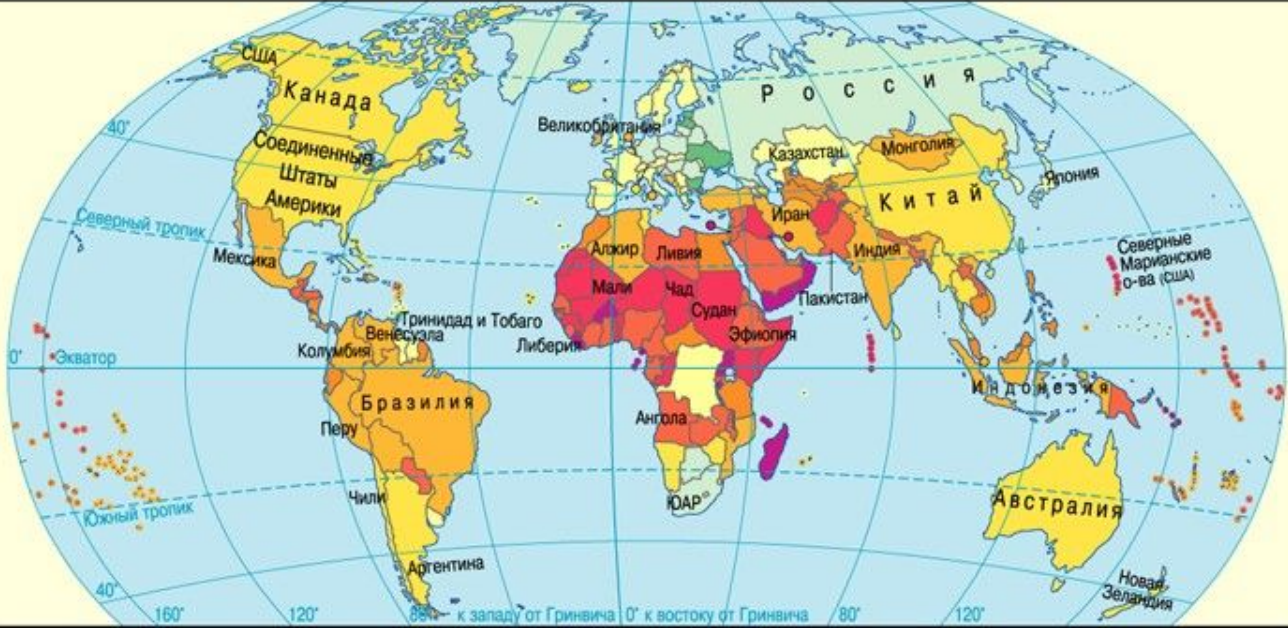 США
Канада
40°
Соединенные
Штаты
Америки
Северный тропик
Мексика
Великобритания
Россия
Казахстан
Монголия
Япония
Китай
Иран
Индия
Пакистан
Алжир
Ливия
Мали
Чад
Судан
Эфиопия
Либерия
Ангола
ЮАР
Северные
Марианские
о-ва (США)
Тринидад и Тобаго
Венесуэла
Колумбия
0° Экватор
Бразилия
Перу
Индонезия
Чили
Южный тропик
Австралия
Аргентина
Новая
Зеландия
40°
160°
120°
80°
к западу от Гринвича 0° к востоку от Гринвича
80°
120°